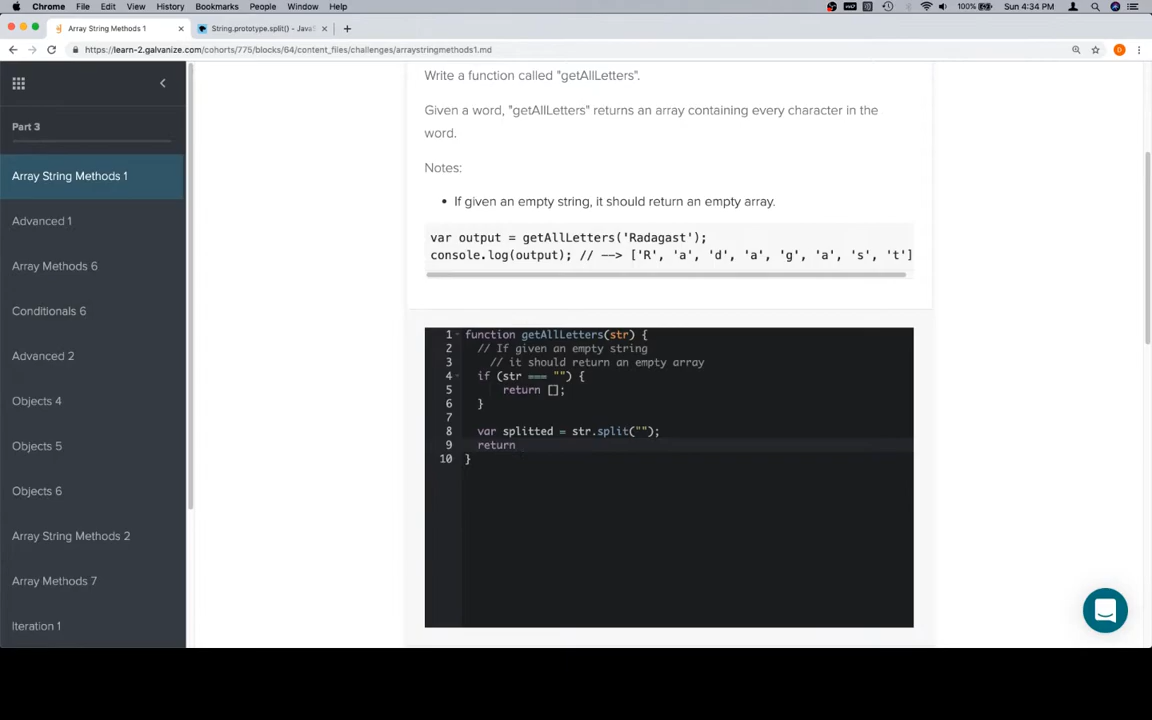 Chrome File Edit View History Bookmarks People Window Help 100% Sun 4:34 PM
Array String Methods 1 String.prototype.split() - JavaS
https://learn-2.galvanize.com/cohorts/775/blocks/64/content_files/challenges/arraystringmethods1.md
Part 3
Array String Methods 1
Advanced 1
Array Methods 6
Conditionals 6
Advanced 2
Objects 4
Objects 5
Objects 6
Array String Methods 2
Array Methods 7
Iteration 1
Write a function called "getAllLetters".
Given a word, "getAllLetters" returns an array containing every character in the
word.
Notes:
• If given an empty string, it should return an empty array.
var output = getAllLetters('Radagast');
console.log(output); // --> ['R', 'a', 'd', 'a', 'g', 'a', 's', 't']
1 function getAllLetters(str) {
2 // If given an empty string
3 // it should return an empty array
4 if (str === "") {
5 return [];
6 }
7
8 var splitted = str.split("");
9 return
10 }